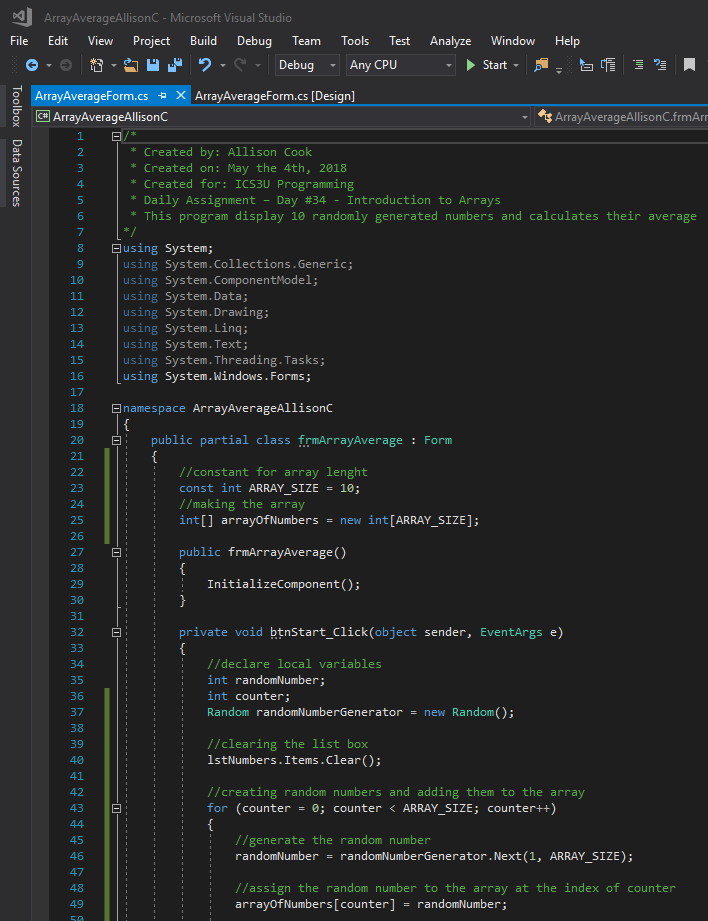 ArrayAverageAllisonC - Microsoft Visual Studio
File Edit View Project Build Debug Team Tools Test Analyze Window Help
Debug Any CPU Start
Toolbox
Data Sources
ArrayAverageForm.cs ArrayAverageForm.cs [Design]
C# ArrayAverageAllisonC ArrayAverageAllisonC.frmArr
1 /*
2 * Created by: Allison Cook
3 * Created on: May the 4th, 2018
4 * Created for: ICS3U Programming
5 * Daily Assignment – Day #34 - Introduction to Arrays
6 * This program display 10 randomly generated numbers and calculates their average
7 */
8 using System;
9 using System.Collections.Generic;
10 using System.ComponentModel;
11 using System.Data;
12 using System.Drawing;
13 using System.Linq;
14 using System.Text;
15 using System.Threading.Tasks;
16 using System.Windows.Forms;
17
18 namespace ArrayAverageAllisonC
19 {
20 public partial class frmArrayAverage : Form
21 {
22 //constant for array lenght
23 const int ARRAY_SIZE = 10;
24 //making the array
25 int[] arrayOfNumbers = new int[ARRAY_SIZE];
26
27 public frmArrayAverage()
28 {
29 InitializeComponent();
30 }
31
32 private void btnStart_Click(object sender, EventArgs e)
33 {
34 //declare local variables
35 int randomNumber;
36 int counter;
37 Random randomNumberGenerator = new Random();
38
39 //clearing the list box
40 lstNumbers.Items.Clear();
41
42 //creating random numbers and adding them to the array
43 for (counter = 0; counter < ARRAY_SIZE; counter++)
44 {
45 //generate the random number
46 randomNumber = randomNumberGenerator.Next(1, ARRAY_SIZE);
47
48 //assign the random number to the array at the index of counter
49 arrayOfNumbers[counter] = randomNumber;
50